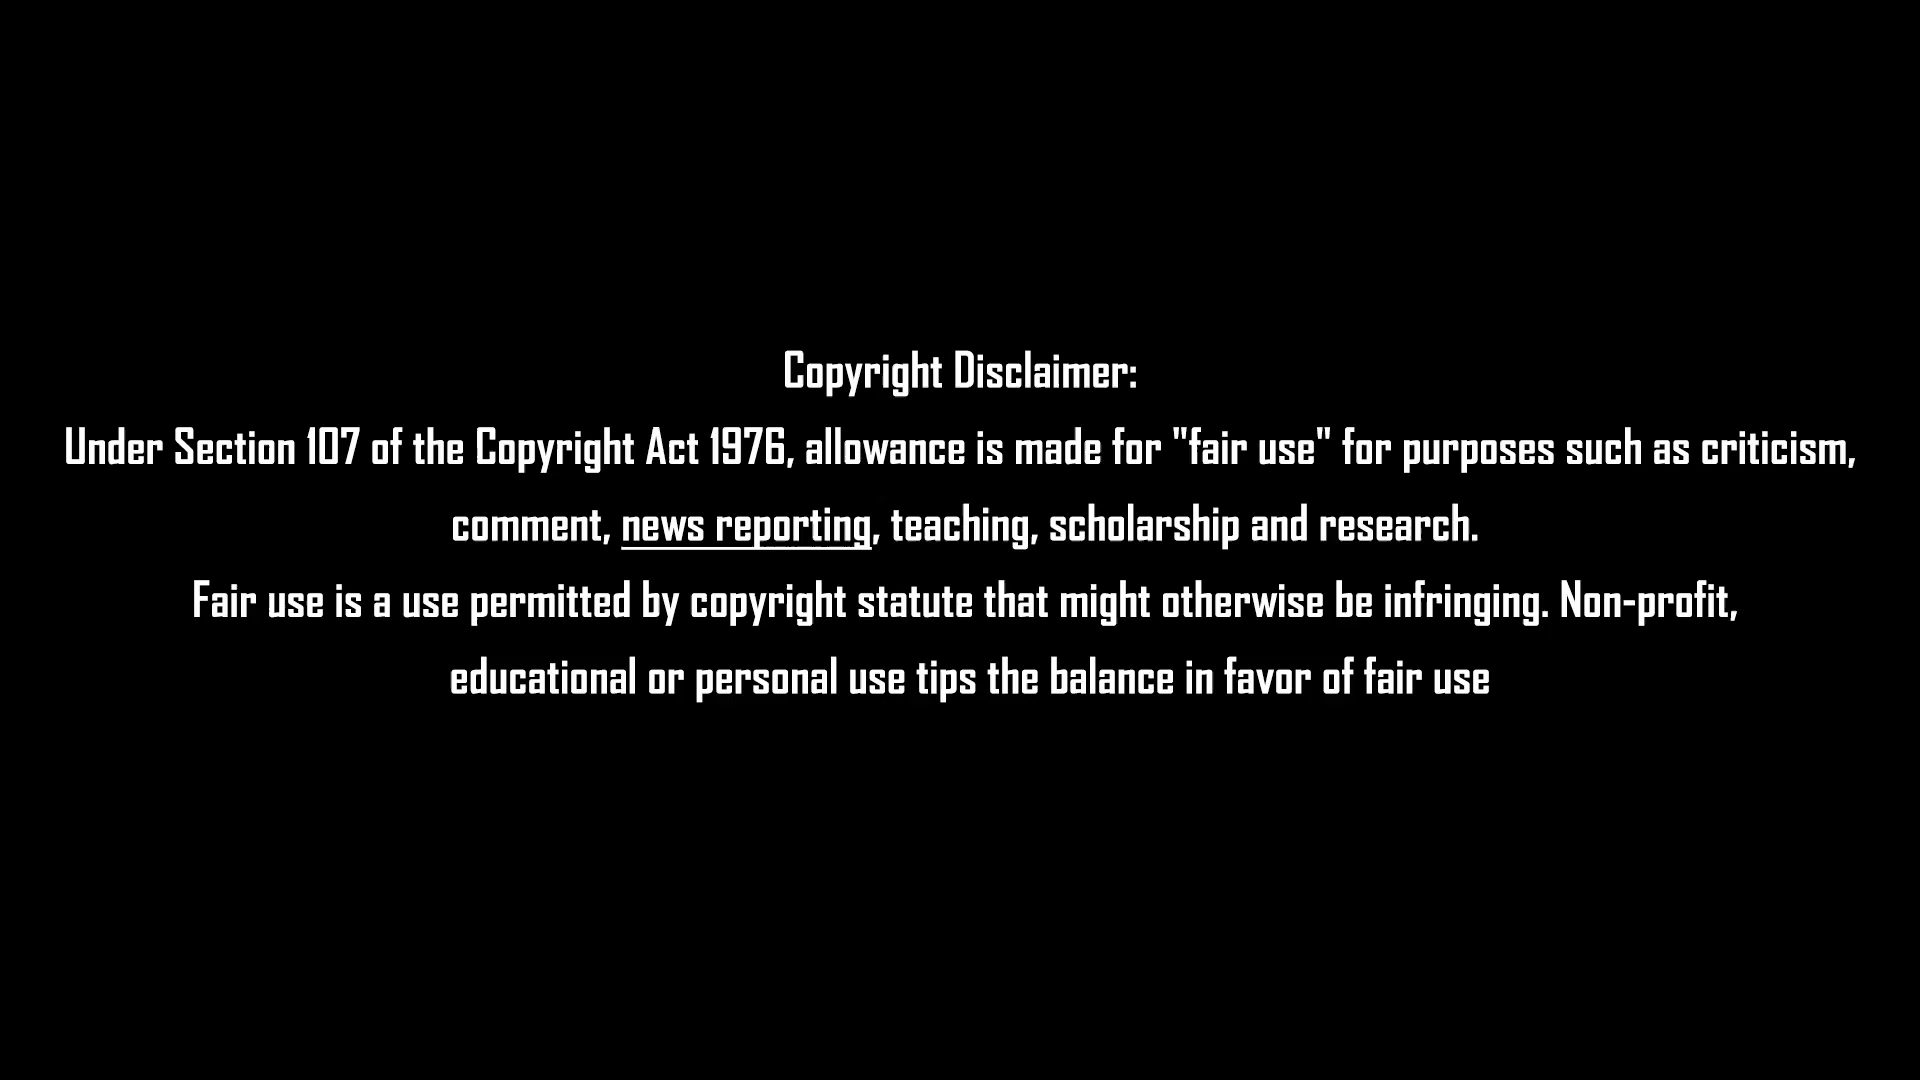 Copyright Disclaimer:
Under Section 107 of the Copyright Act 1976, allowance is made for "fair use" for purposes such as criticism,
comment, news reporting, teaching, scholarship and research.
Fair use is a use permitted by copyright statute that might otherwise be infringing. Non-profit,
educational or personal use tips the balance in favor of fair use